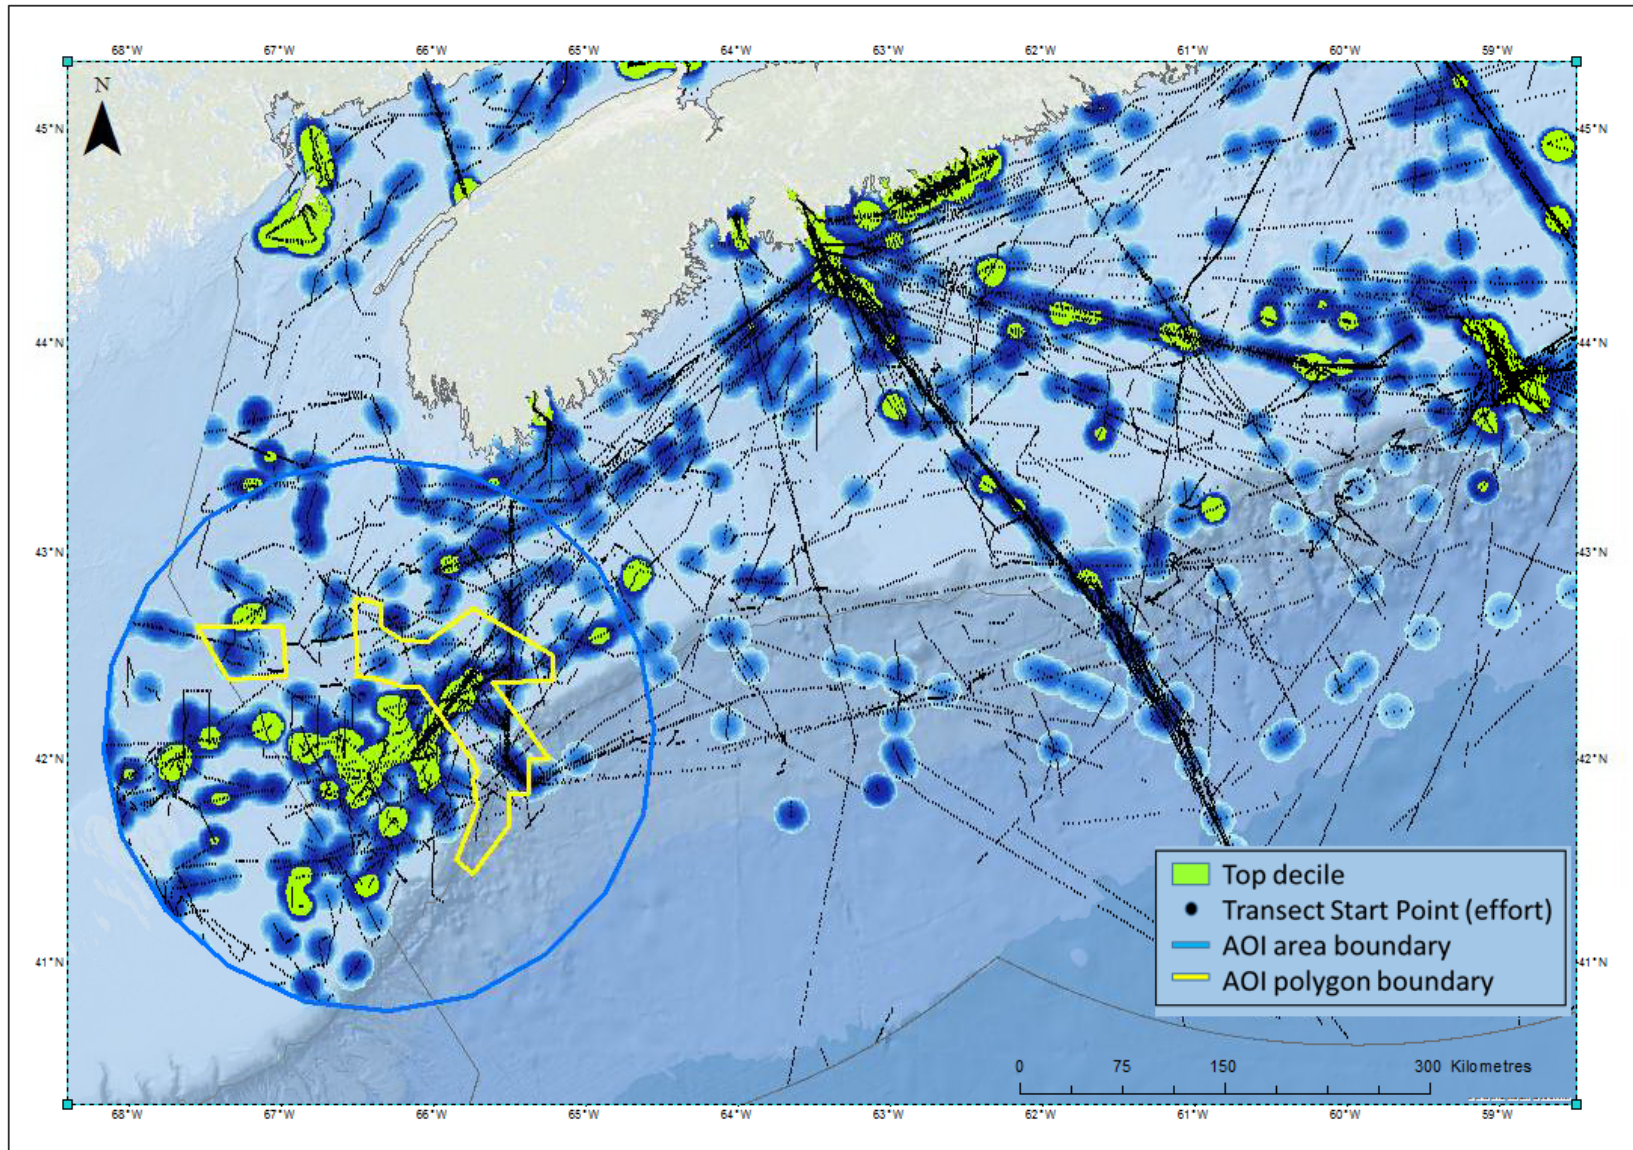 68°W 67°W 66°W 65°W 64°W 63°W 62°W 61°W 60°W 59°W
N
45°N 45°N
44°N 44°N
43°N 43°N
42°N 42°N
Top decile
Transect Start Point (effort)
AOI area boundary
AOI polygon boundary
41°N 41°N
0 75 150 300 Kilometres
68°W 67°W 66°W 65°W 64°W 63°W 62°W 61°W 60°W 59°W